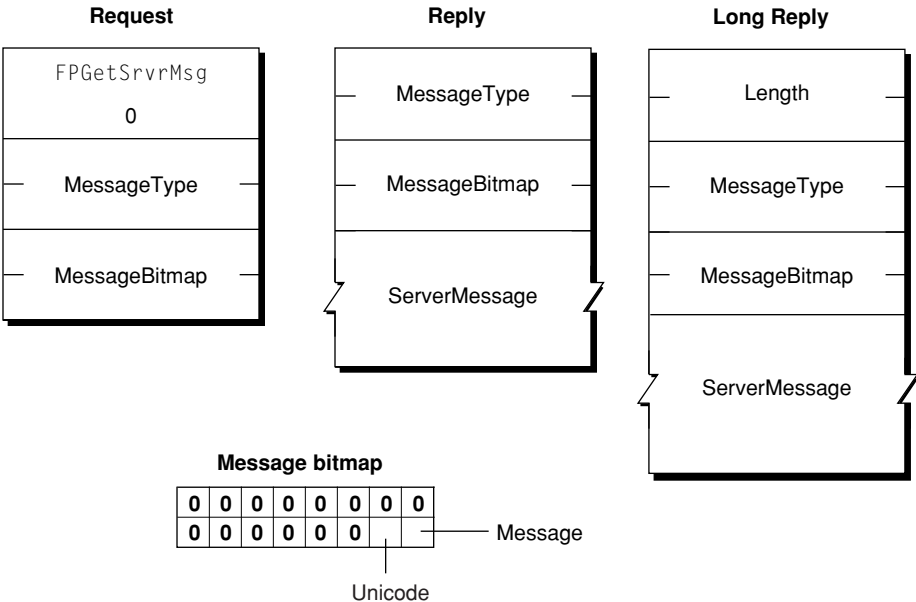 Request
FPGetSrvrMsg
0
MessageType
MessageBitmap
Reply
MessageType
MessageBitmap
ServerMessage
Long Reply
Length
MessageType
MessageBitmap
ServerMessage
Message bitmap
0 0 0 0 0 0 0 0
0 0 0 0 0 0
Message
Unicode